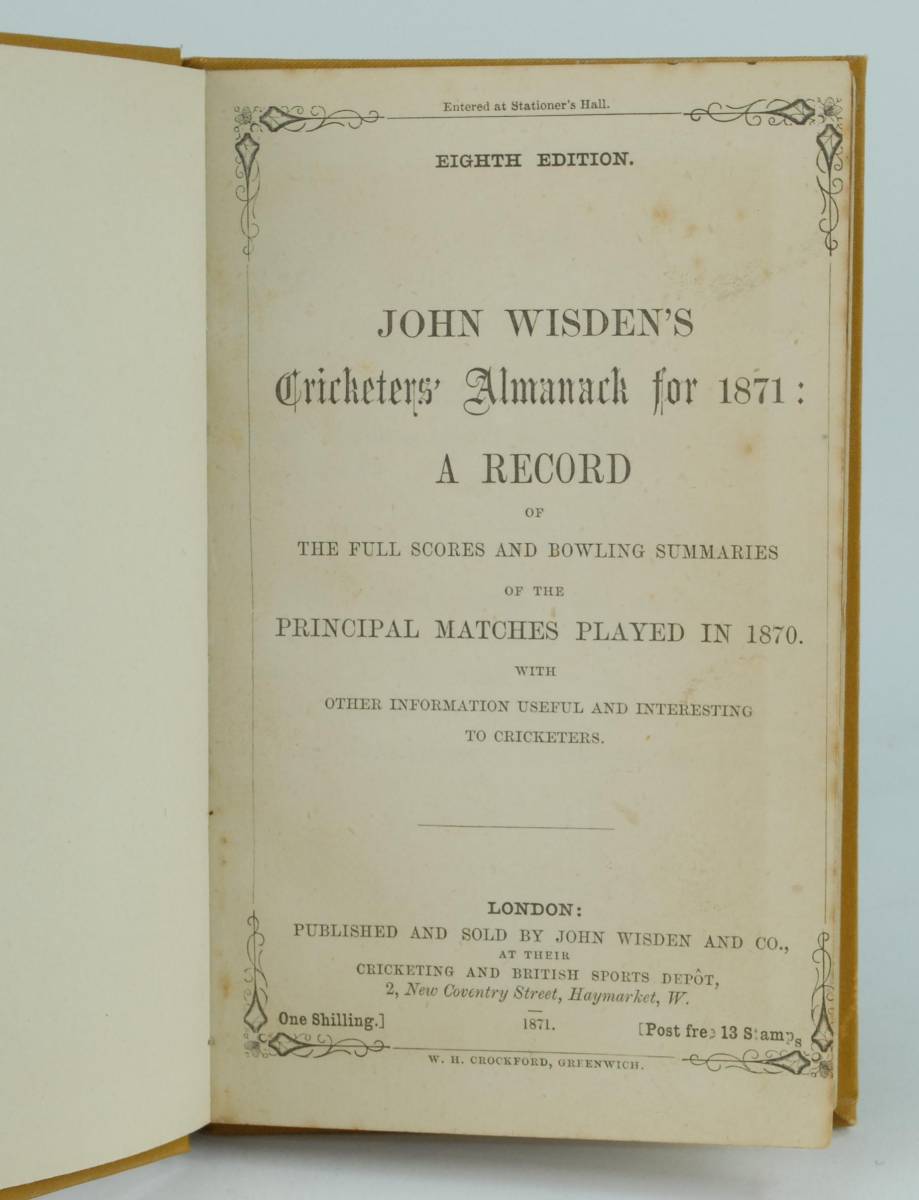 Entered at Stationer's Hall.
EIGHTH EDITION.
JOHN WISDEN'S
Cricketers' Almanack for 1871:
A RECORD
OF
THE FULL SCORES AND BOWLING SUMMARIES
OF THE
PRINCIPAL MATCHES PLAYED IN 1870.
WITH
OTHER INFORMATION USEFUL AND INTERESTING
TO CRICKETERS.
LONDON:
PUBLISHED AND SOLD BY JOHN WISDEN AND CO.,
AT THEIR
CRICKETING AND BRITISH SPORTS DEPÔT,
2, New Coventry Street, Haymarket, W.
One Shilling.] 1871. [Post free 13 Stamps
W. H. CROCKFORD, GREENWICH.